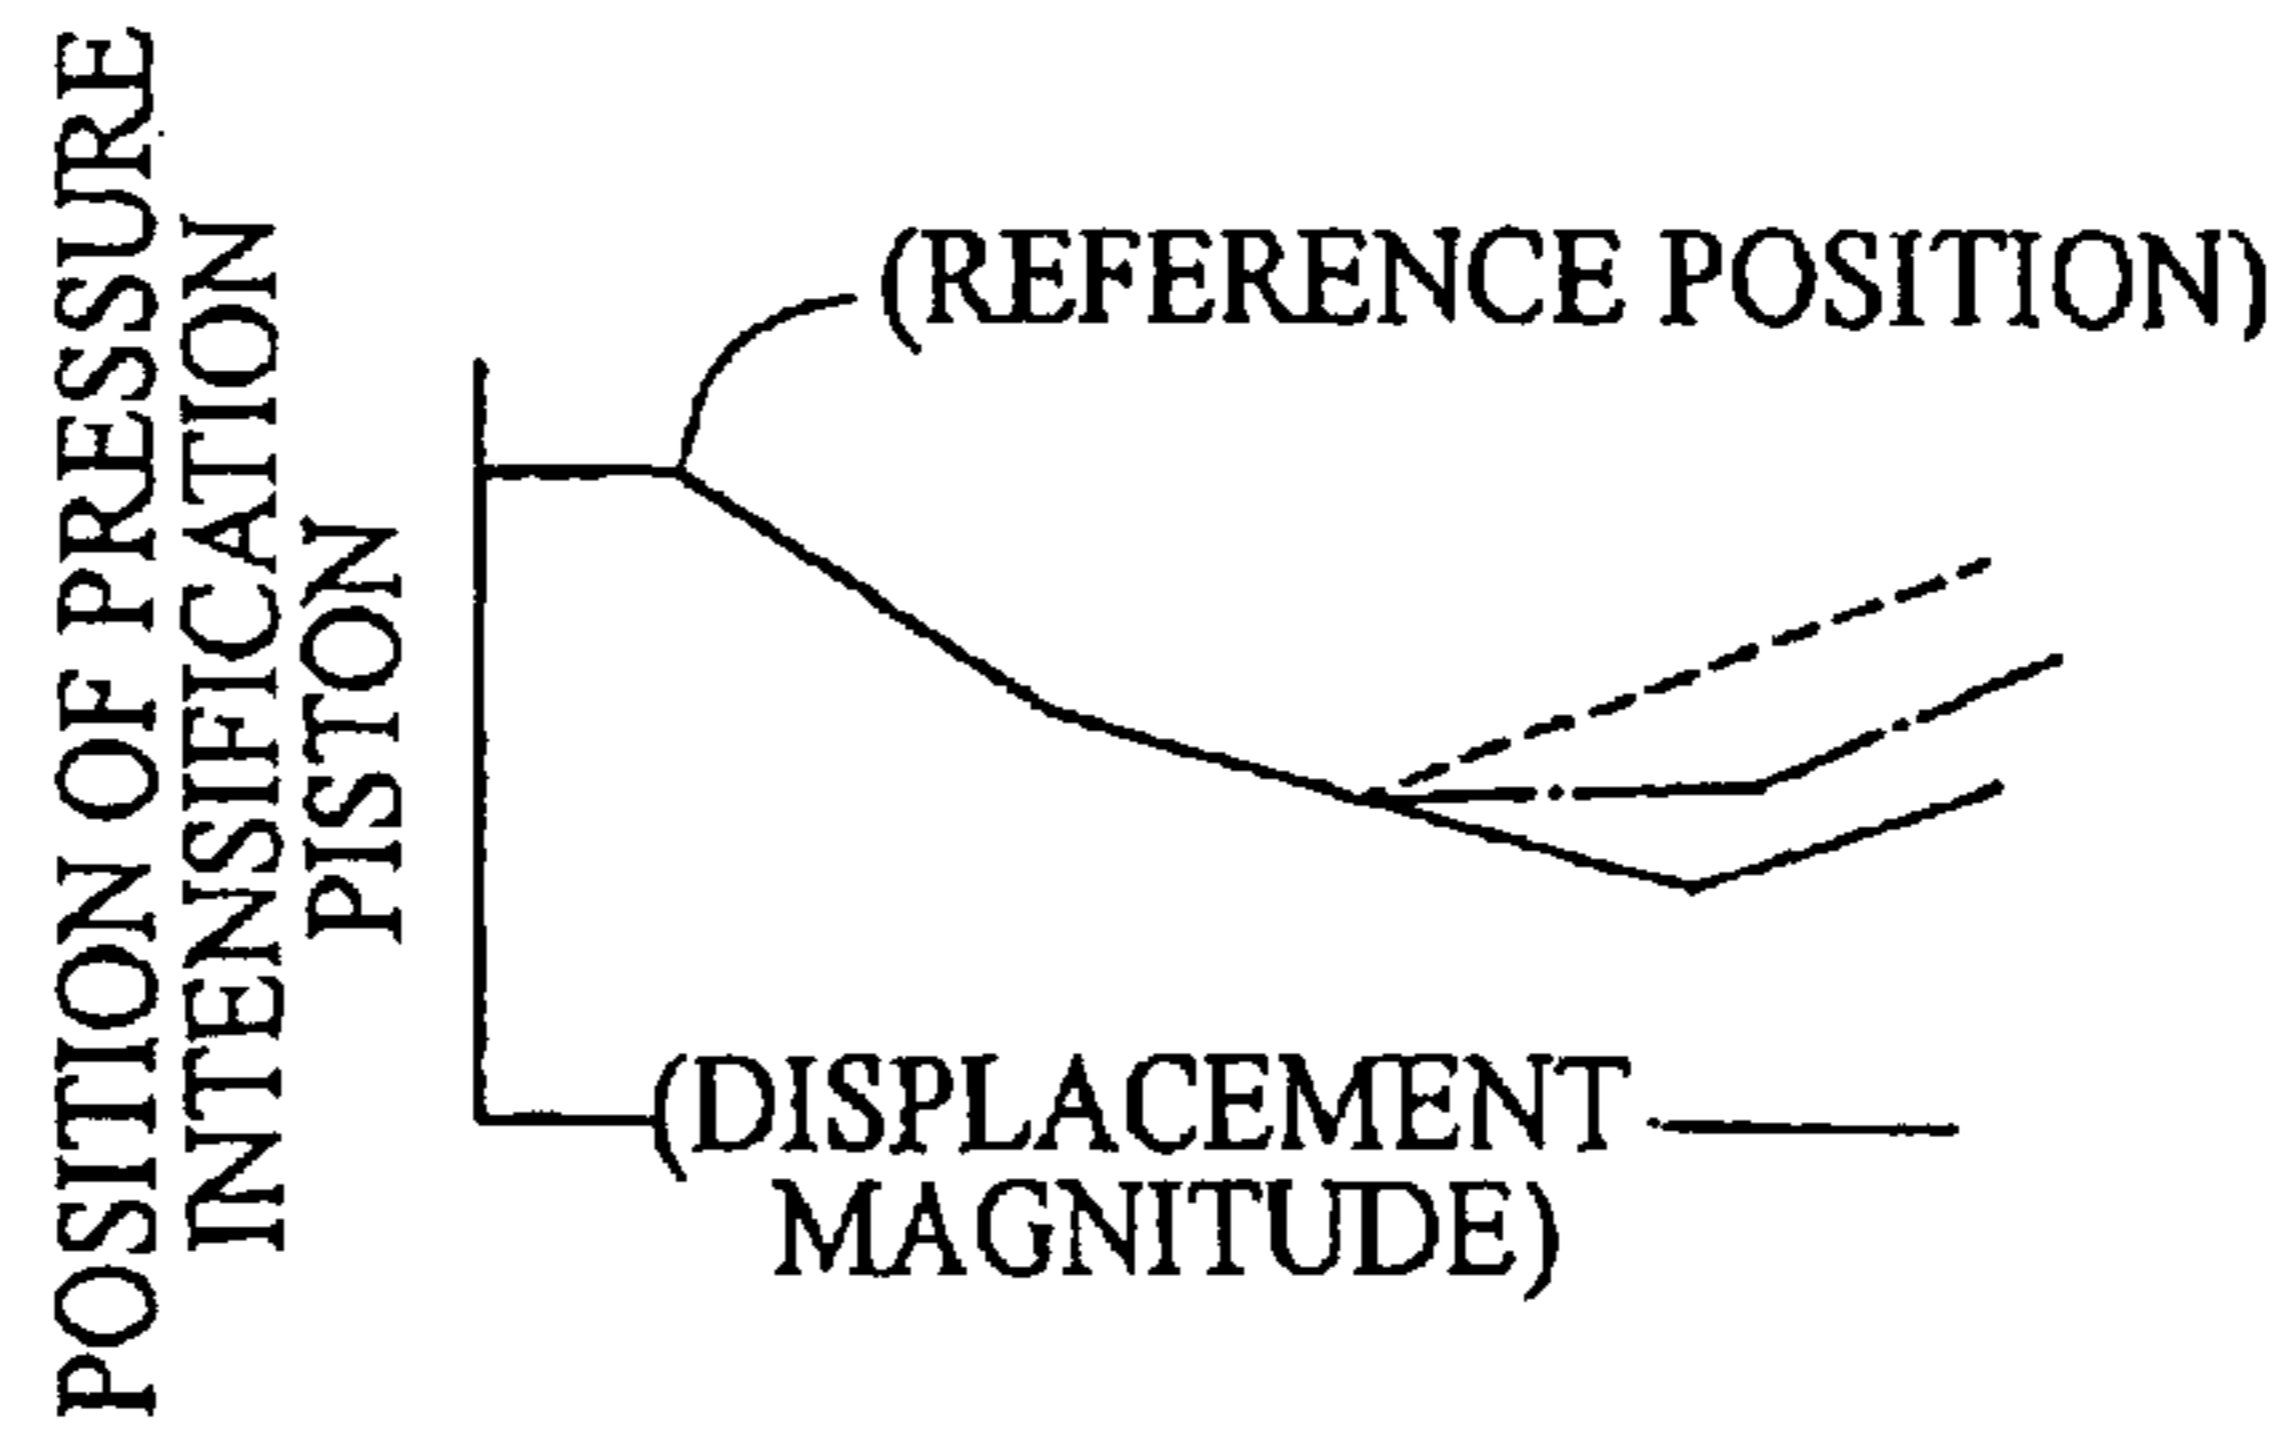 POSITION OF PRESSURE
INTENSIFICATION
PISTON
(REFERENCE POSITION)
(DISPLACEMENT
MAGNITUDE)